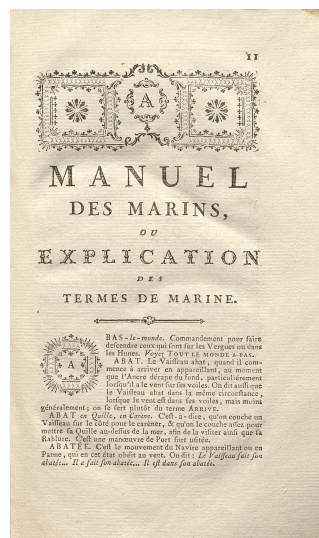 II
A
MANUEL
DES MARINS,
OU
EXPLICATION
DES
TERMES DE MARINE.
A
BAS-le-monde. Commandement pour faire
descendre ceux qui sont sur les Vergues ou dans
les Hunes. Voyez TOUT LE MONDE A-BAS.
ABAT. Le Vaisseau abat, quand il com-
mence à arriver en appareillant, au moment
que l'Ancre dérape du fond, particuliérement
lorsqu'il a le vent sur ses voiles. On dit aussi que
le Vaisseau abat dans la même circonstance,
lorsque le vent est dans ses voiles, mais moins
généralement; on se sert plutôt du terme ARRIVE.
ABAT en Quille, en Carène. C'est-à-dire, qu'on couche un
Vaisseau sur le côté pour le caréner, & qu'on le couche assez pour
mettre sa Quille au-dessus de la mer, afin de la visiter ainsi que sa
Rablure. C'est une manœuvre de Port fort usitée.
ABATÉE. C'est le mouvement du Navire appareillant ou en
Panne, qui en cet état obéit au vent. On dit: Le Vaisseau fait son
abatée... Il a fait son abatée... Il est dans son abatée.